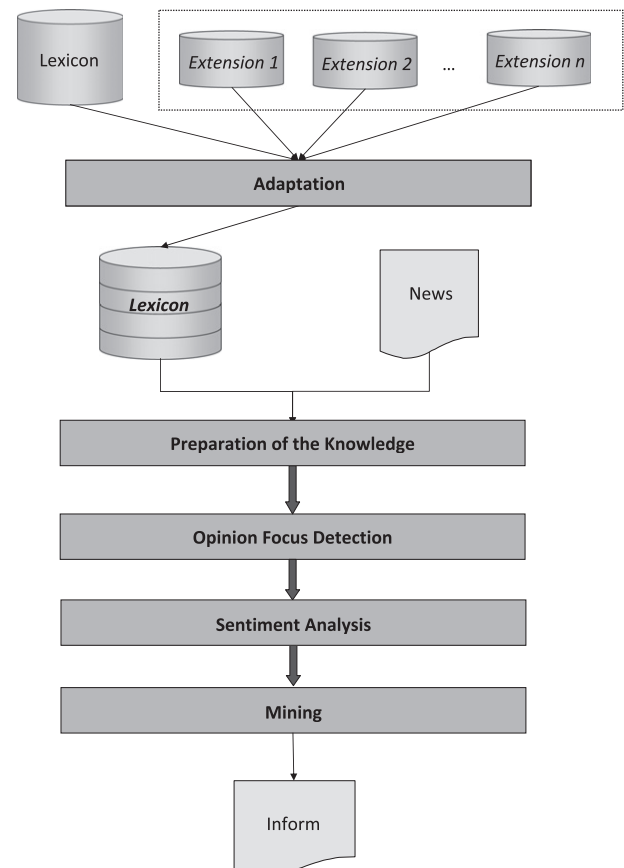 Lexicon
Extension 1
Extension 2
...
Extension n
Adaptation
Lexicon
News
Preparation of the Knowledge
Opinion Focus Detection
Sentiment Analysis
Mining
Inform